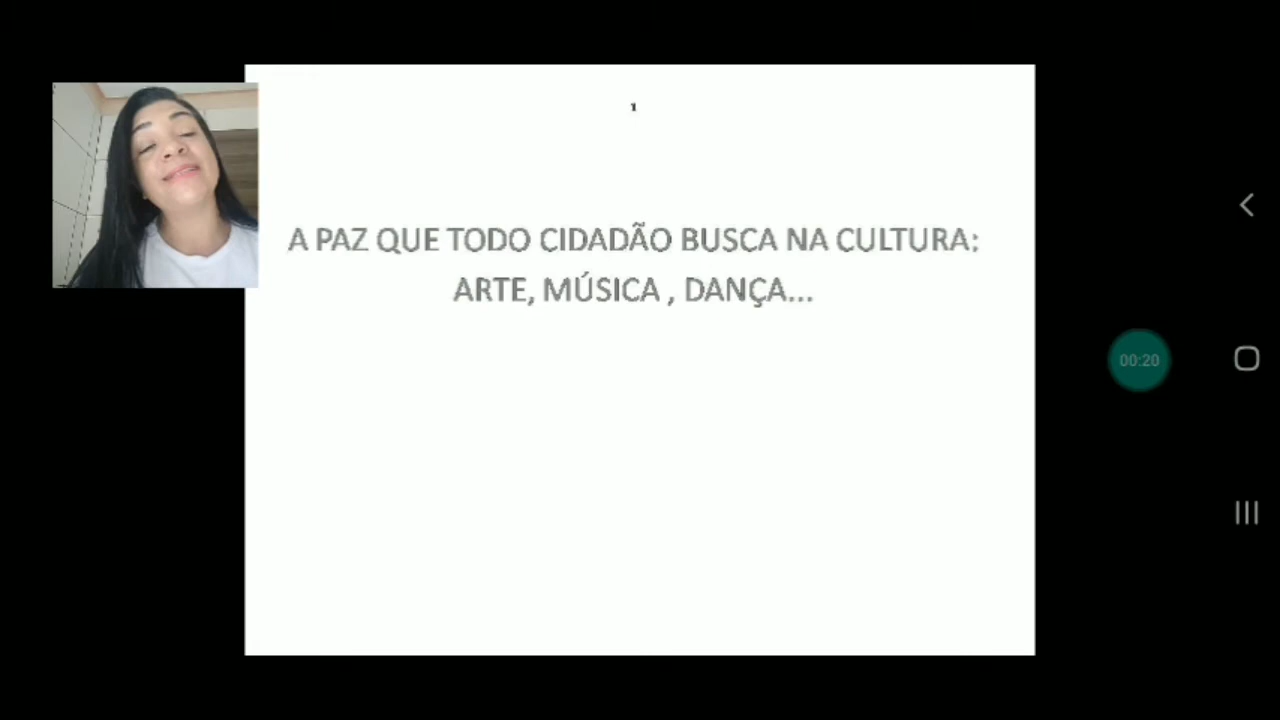 1
A PAZ QUE TODO CIDADÃO BUSCA NA CULTURA:
ARTE, MÚSICA , DANÇA...
00:20